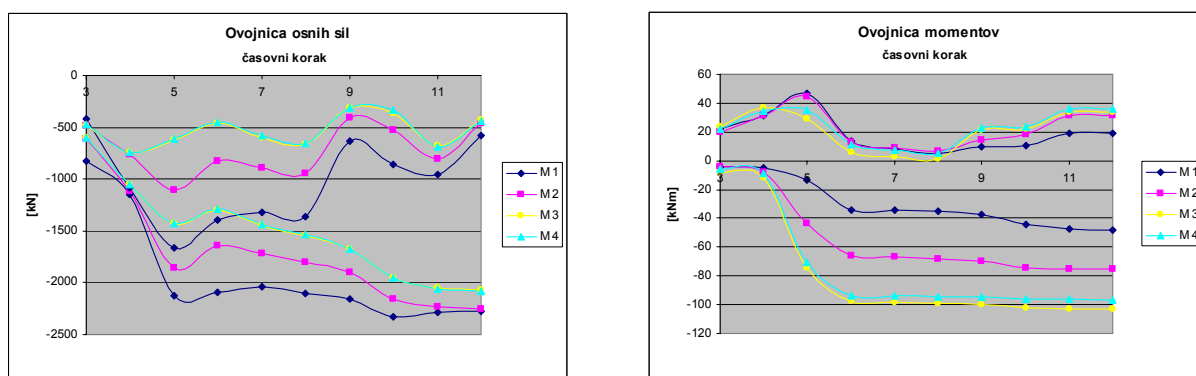 Ovojnica osnih sil
časovni korak
0
3 5 7 9 11
-500
-1000
-1500
-2000
-2500
[kN]
M1
M2
M3
M4
Ovojnica momentov
časovni korak
60
40
20
0
3 5 7 9 11
-20
-40
-60
-80
-100
-120
[kNm]
M1
M2
M3
M4